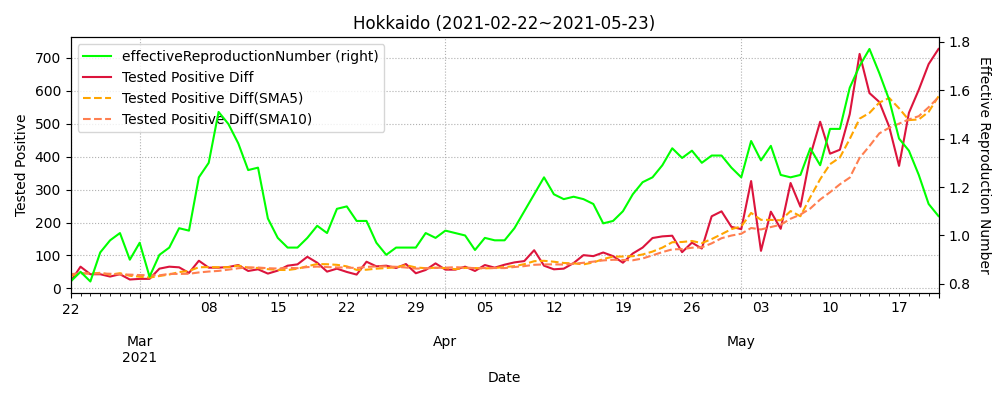 Hokkaido (2021-02-22~2021-05-23)
effectiveReproductionNumber (right)
Tested Positive Diff
Tested Positive Diff(SMA5)
Tested Positive Diff(SMA10)
Tested Positive
700
600
500
400
300
200
100
0
1.8
1.6
1.4
1.2
1.0
0.8
Effective Reproduction Number
22 08 15 22 29 05 12 19 26 03 10 17
Mar Apr May
2021
Date